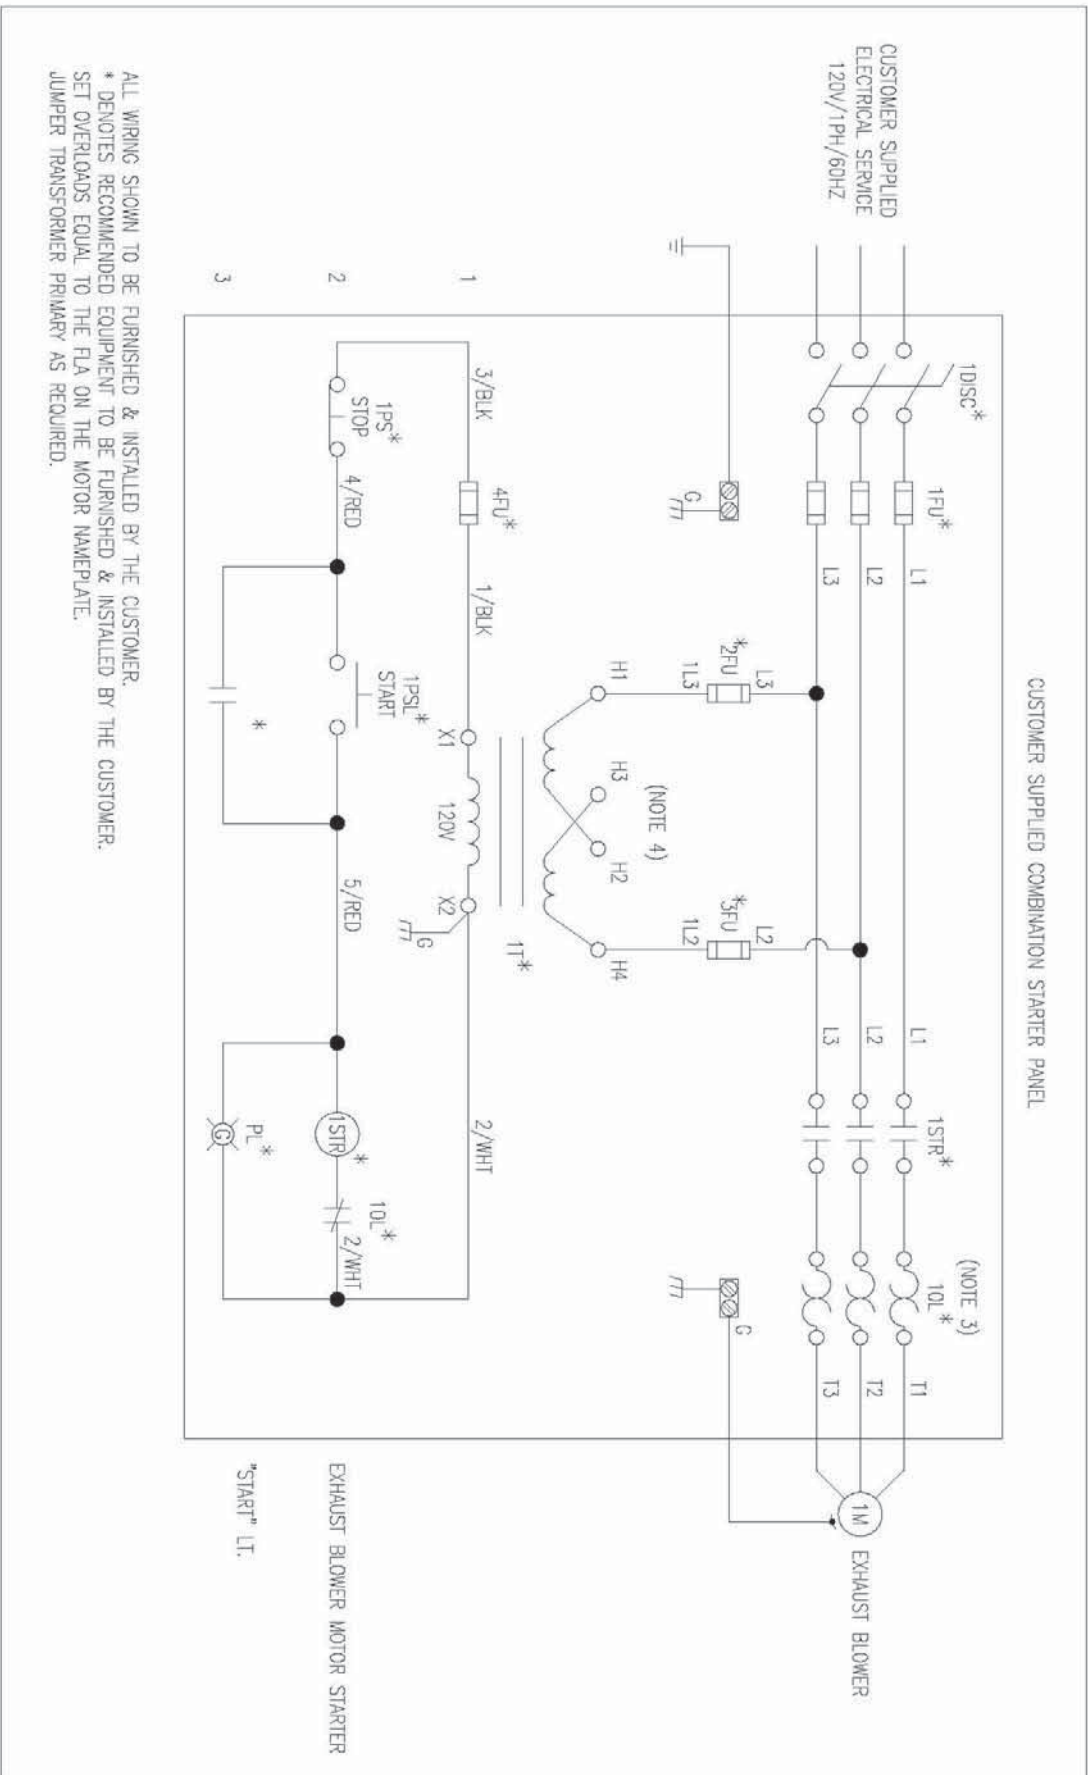 CUSTOMER SUPPLIED COMBINATION STARTER PANEL
CUSTOMER SUPPLIED
ELECTRICAL SERVICE
120V/1PH/60HZ
1DISC*
1FU*
L1
L2
L3
L1
L2
L3
1STR*
(NOTE 3)
1OL*
T1
T2
T3
1M
EXHAUST BLOWER
G
G
*2FU
L3
1L3
*3FU
L2
1L2
(NOTE 4)
H1
H3
H2
H4
1T*
1
3/BLK
4FU*
1/BLK
X1
120V
X2
G
2/WHT
2
1PS*
STOP
4/RED
1PSL*
START
5/RED
1STR
*
1OL*
2/WHT
EXHAUST BLOWER MOTOR STARTER
3
*
PL*
G
"START" LT.
ALL WIRING SHOWN TO BE FURNISHED & INSTALLED BY THE CUSTOMER.
* DENOTES RECOMMENDED EQUIPMENT TO BE FURNISHED & INSTALLED BY THE CUSTOMER.
SET OVERLOADS EQUAL TO THE FLA ON THE MOTOR NAMEPLATE.
JUMPER TRANSFORMER PRIMARY AS REQUIRED.